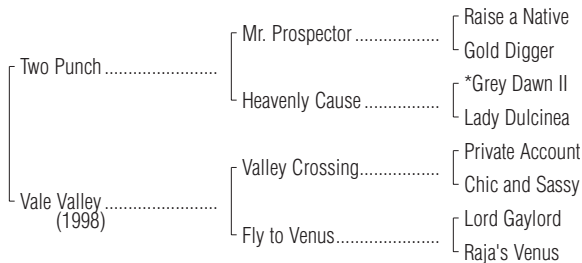 Raise a Native
Mr. Prospector ..................
Gold Digger
Two Punch ........................
*Grey Dawn II
Heavenly Cause ................
Lady Dulcinea
Private Account
Valley Crossing.................
Chic and Sassy
Vale Valley ........................
(1998)
Lord Gaylord
Fly to Venus......................
Raja's Venus